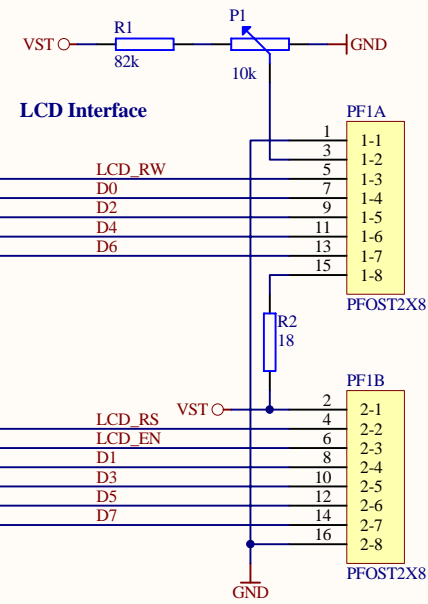 P1
R1
VST
GND
82k
10k
LCD Interface
PF1A
1
1-1
3
1-2
LCD_RW
5
1-3
D0
7
1-4
D2
9
1-5
D4
11
1-6
D6
13
1-7
15
1-8
PFOST2X8
R2
18
PF1B
VST
2
2-1
LCD_RS
4
2-2
LCD_EN
6
2-3
D1
8
2-4
D3
10
2-5
D5
12
2-6
D7
14
2-7
16
2-8
PFOST2X8
GND